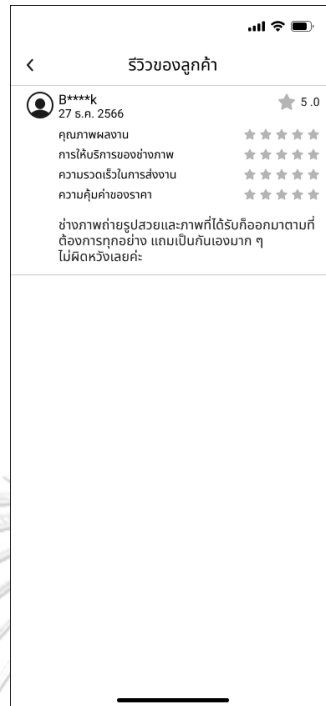 รีวิวของลูกค้า
B****k
5.0
27 ธ.ค. 2566
คุณภาพผลงาน
การให้บริการของช่างภาพ
ความรวดเร็วในการส่งงาน
ความคุ้มค่าของราคา
ช่างภาพถ่ายรูปสวยและภาพที่ได้รับก็ออกมาตามที่
ต้องการทุกอย่าง แถมเป็นกันเองมาก ๆ
ไม่ผิดหวังเลยค่ะ